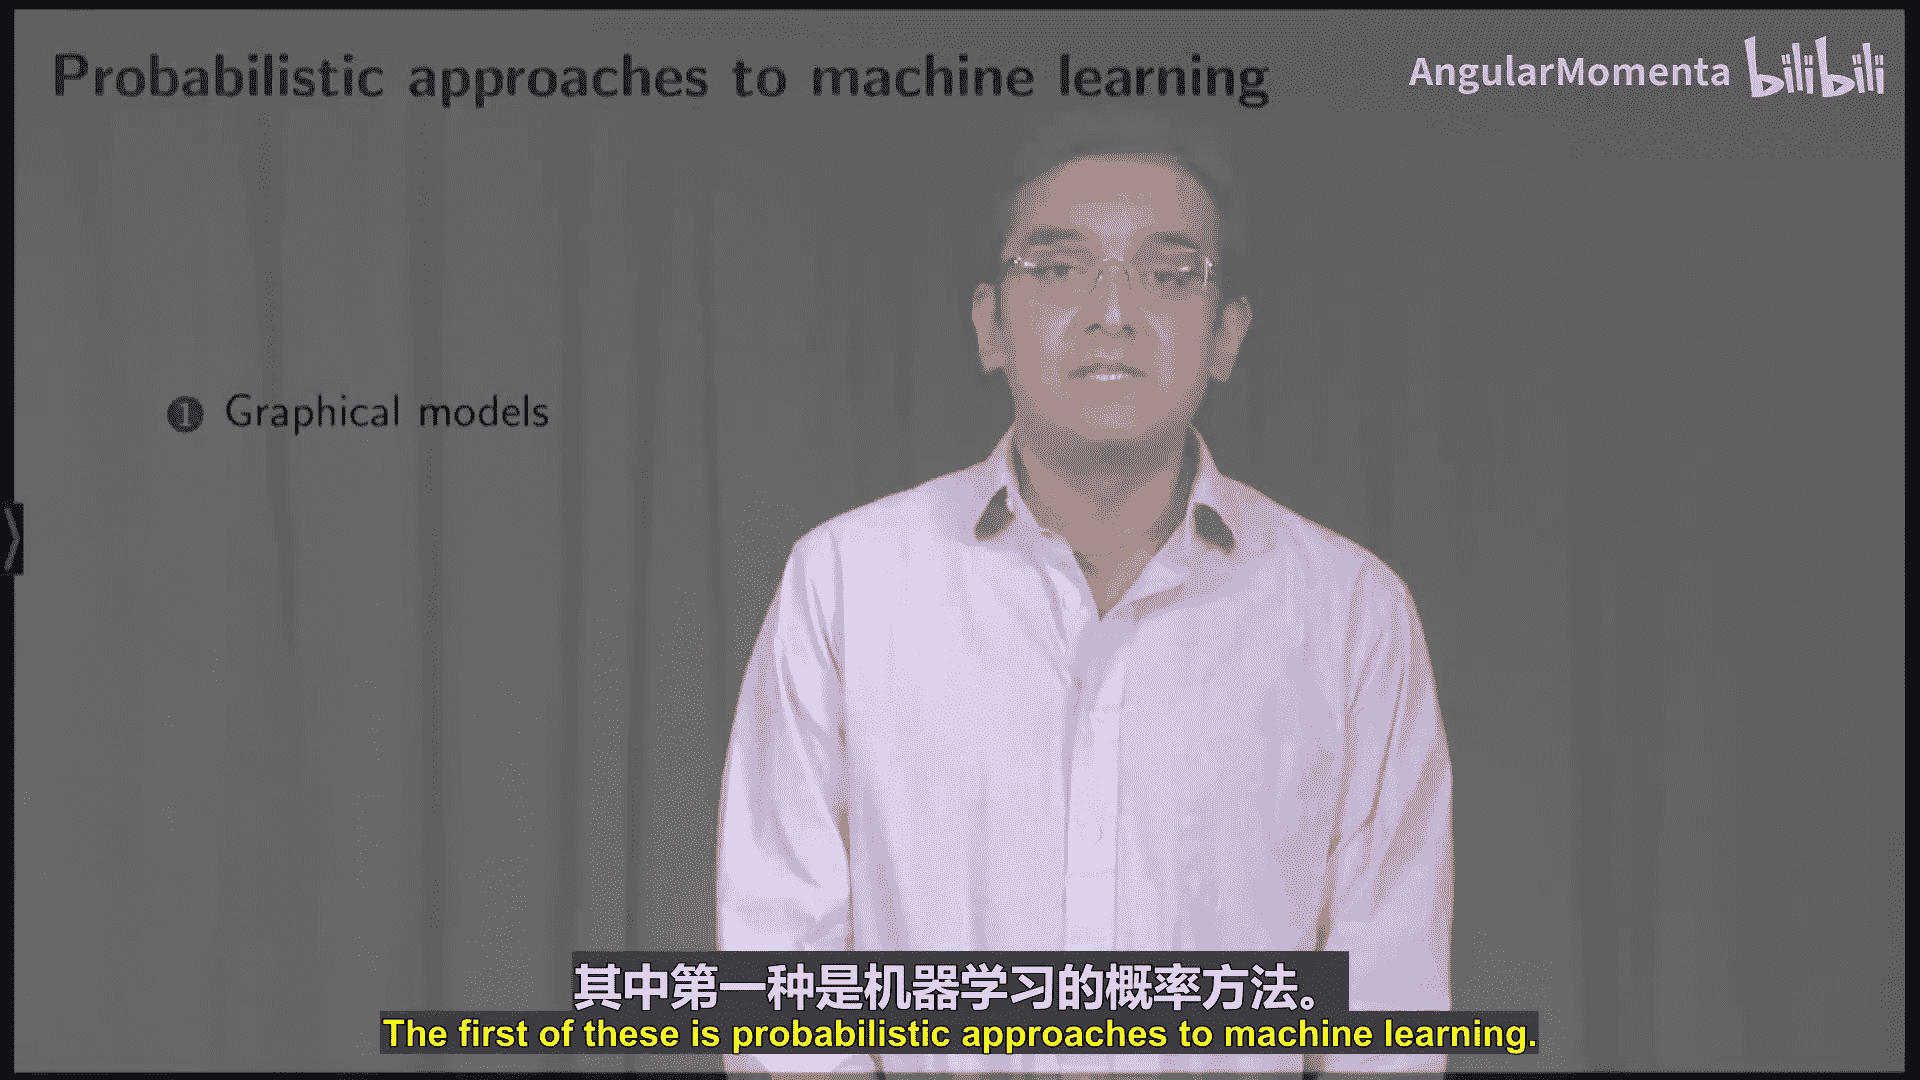 Probabilistic approaches to machine learning
AngularMomenta bilibili
1 Graphical models
其中第一种是机器学习的概率方法。
The first of these is probabilistic approaches to machine learning.